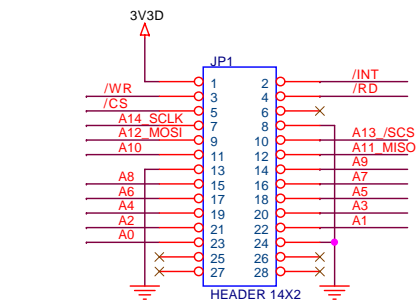 3V3D
JP1
1 2 /INT
/WR 3 4 /RD
/CS 5 6
A14_SCLK 7 8
A12_MOSI 9 10 A13_/SCS
A10 11 12 A11_MISO
13 14 A9
A8 15 16 A7
A6 17 18 A5
A4 19 20 A3
A2 21 22 A1
A0 23 24
25 26
27 28
HEADER 14X2